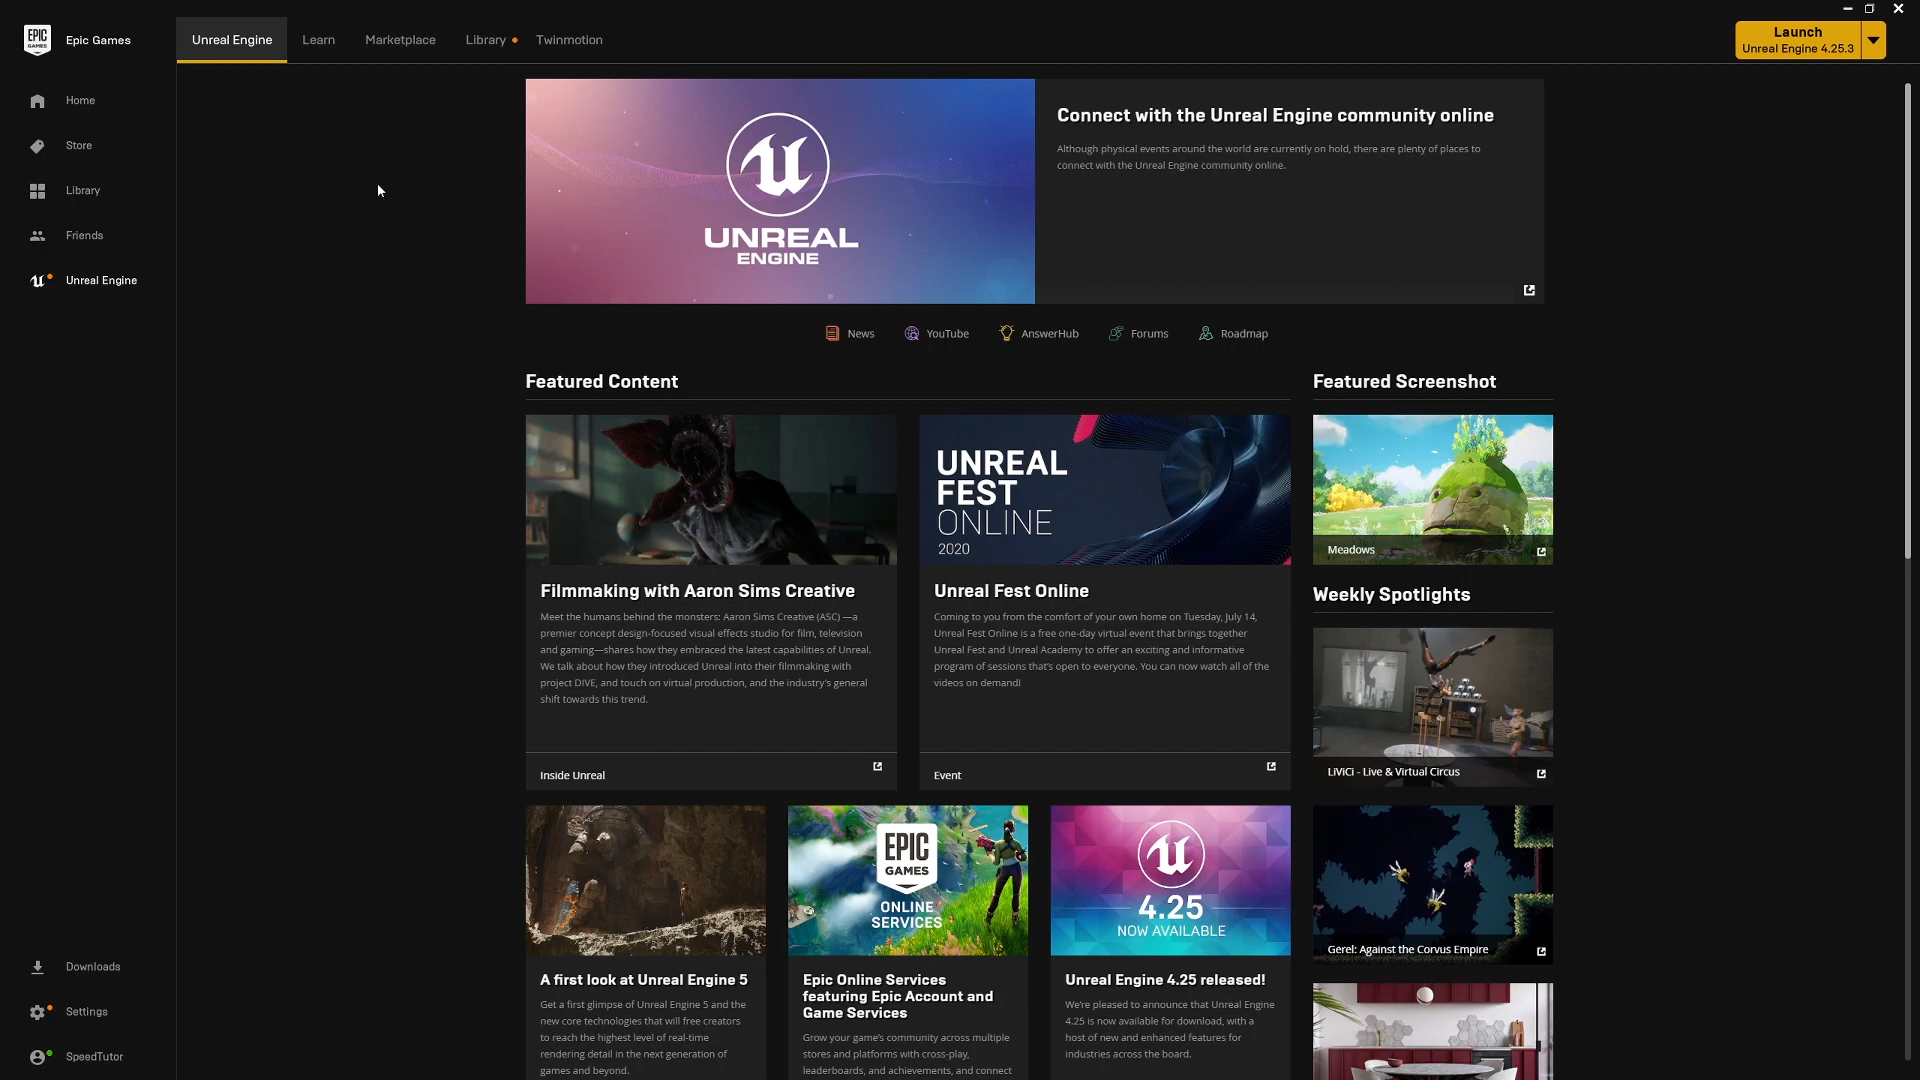 EPIC
GAMES
Epic Games
Unreal Engine
Learn
Marketplace
Library
Twinmotion
Launch
Unreal Engine 4.25.3
Home
Store
Library
Friends
Unreal Engine
UNREAL
ENGINE
Connect with the Unreal Engine community online
Although physical events around the world are currently on hold, there are plenty of places to
connect with the Unreal Engine community online.
News
YouTube
AnswerHub
Forums
Roadmap
Featured Content
UNREAL
FEST
ONLINE
2020
Filmmaking with Aaron Sims Creative
Meet the humans behind the monsters: Aaron Sims Creative (ASC) —a
premier concept design-focused visual effects studio for film, television
and gaming—shares how they embraced the latest capabilities of Unreal.
We talk about how they introduced Unreal into their filmmaking with
project DIVE, and touch on virtual production, and the industry's general
shift towards this trend.
Inside Unreal
Unreal Fest Online
Coming to you from the comfort of your own home on Tuesday, July 14,
Unreal Fest Online is a free one-day virtual event that brings together
Unreal Fest and Unreal Academy to offer an exciting and informative
program of sessions that's open to everyone. You can now watch all of the
videos on demand!
Event
Featured Screenshot
Meadows
Weekly Spotlights
LiViCi - Live & Virtual Circus
Gerel: Against the Corvus Empire
A first look at Unreal Engine 5
Get a first glimpse of Unreal Engine 5 and the
new core technologies that will free creators
to reach the highest level of real-time
rendering detail in the next generation of
games and beyond.
EPIC
GAMES
ONLINE
SERVICES
Epic Online Services
featuring Epic Account and
Game Services
Grow your game's community across multiple
stores and platforms with cross-play,
leaderboards, and achievements, and connect
4.25
NOW AVAILABLE
Unreal Engine 4.25 released!
We're pleased to announce that Unreal Engine
4.25 is now available for download, with a
host of new and enhanced features for
industries across the board.
Downloads
Settings
SpeedTutor